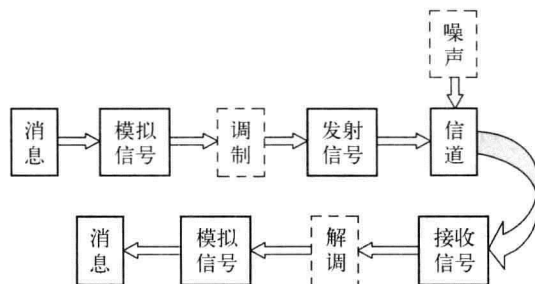 噪
声
消
息
模拟
信号
调
制
发射
信号
信
道
消
息
模拟
信号
解
调
接收
信号